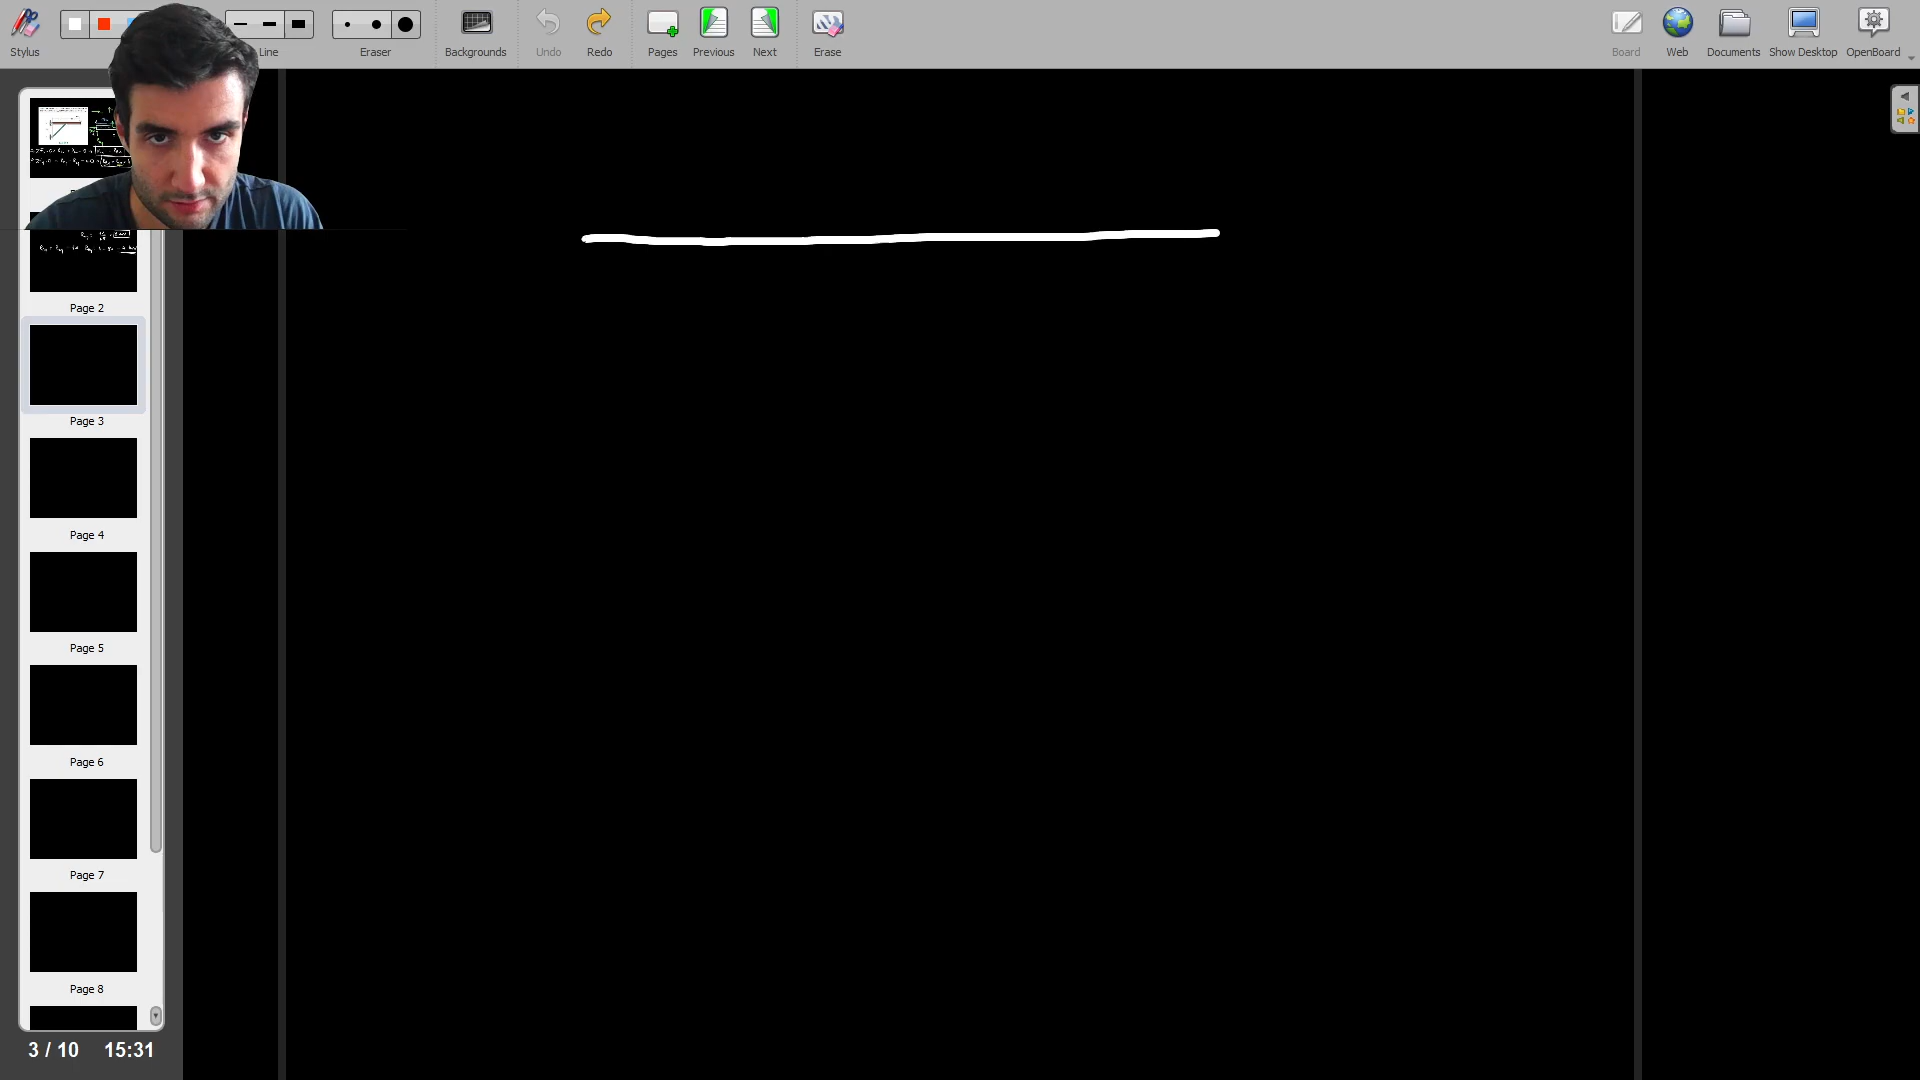 Stylus
Line
Eraser
Backgrounds
Undo
Redo
Pages
Previous
Next
Erase
Board
Web
Documents
Show Desktop
OpenBoard
Page 2
Page 3
Page 4
Page 5
Page 6
Page 7
Page 8
3 / 10 15:31